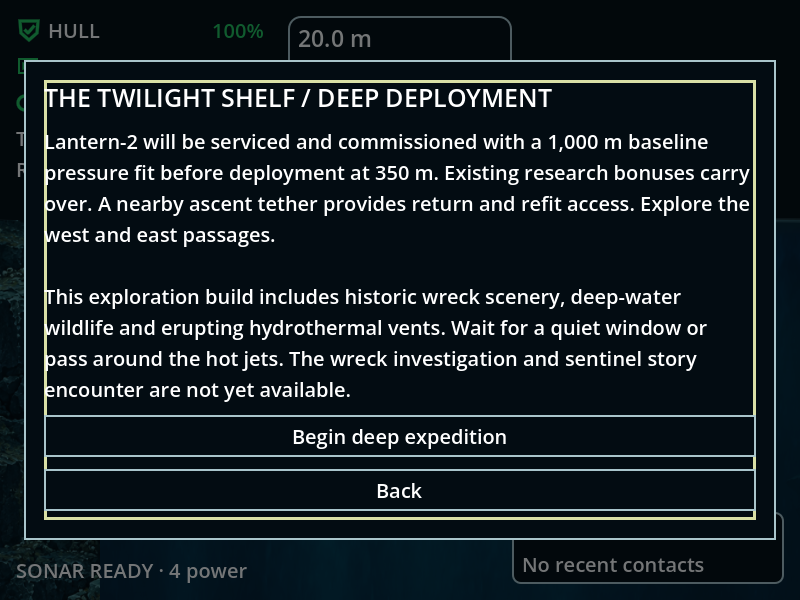 HULL 100%
20.0 m
T
R
THE TWILIGHT SHELF / DEEP DEPLOYMENT
Lantern-2 will be serviced and commissioned with a 1,000 m baseline
pressure fit before deployment at 350 m. Existing research bonuses carry
over. A nearby ascent tether provides return and refit access. Explore the
west and east passages.
This exploration build includes historic wreck scenery, deep-water
wildlife and erupting hydrothermal vents. Wait for a quiet window or
pass around the hot jets. The wreck investigation and sentinel story
encounter are not yet available.
Begin deep expedition
Back
No recent contacts
SONAR READY · 4 power